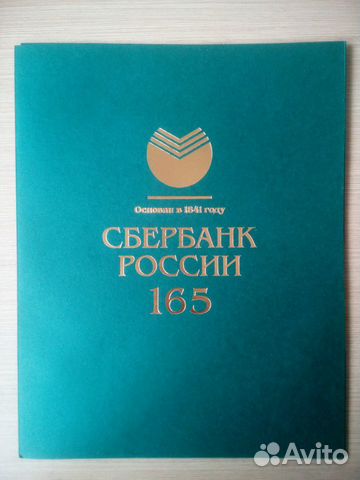 Основан в 1841 году
СБЕРБАНК
РОССИИ
165
Avito